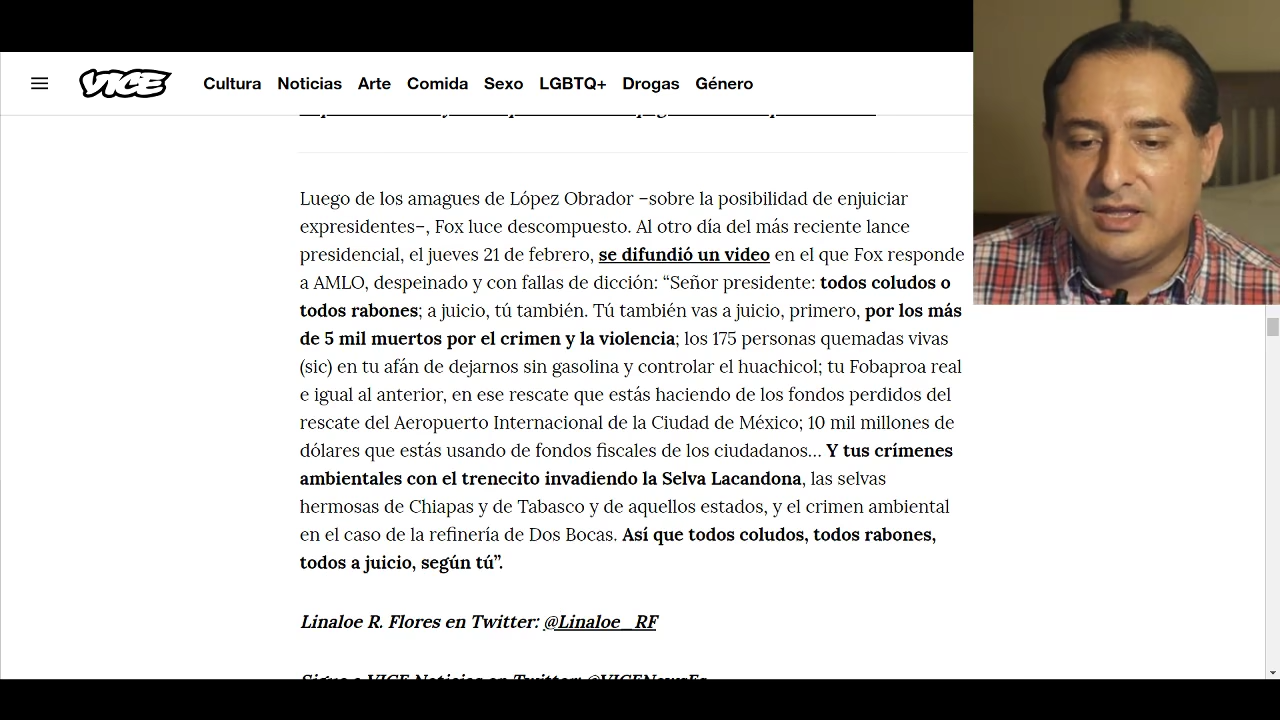 VICE Cultura Noticias Arte Comida Sexo LGBTQ+ Drogas Género
Luego de los amagues de López Obrador –sobre la posibilidad de enjuiciar
expresidentes–, Fox luce descompuesto. Al otro día del más reciente lance
presidencial, el jueves 21 de febrero, se difundió un video en el que Fox responde
a AMLO, despeinado y con fallas de dicción: “Señor presidente: todos coludos o
todos rabones; a juicio, tú también. Tú también vas a juicio, primero, por los más
de 5 mil muertos por el crimen y la violencia; los 175 personas quemadas vivas
(sic) en tu afán de dejarnos sin gasolina y controlar el huachicol; tu Fobaproa real
e igual al anterior, en ese rescate que estás haciendo de los fondos perdidos del
rescate del Aeropuerto Internacional de la Ciudad de México; 10 mil millones de
dólares que estás usando de fondos fiscales de los ciudadanos… Y tus crímenes
ambientales con el trenecito invadiendo la Selva Lacandona, las selvas
hermosas de Chiapas y de Tabasco y de aquellos estados, y el crimen ambiental
en el caso de la refinería de Dos Bocas. Así que todos coludos, todos rabones,
todos a juicio, según tú”.
Linaloe R. Flores en Twitter: @Linaloe_RF
Sigue a VICE Noticias en Twitter: @VICENewsEs